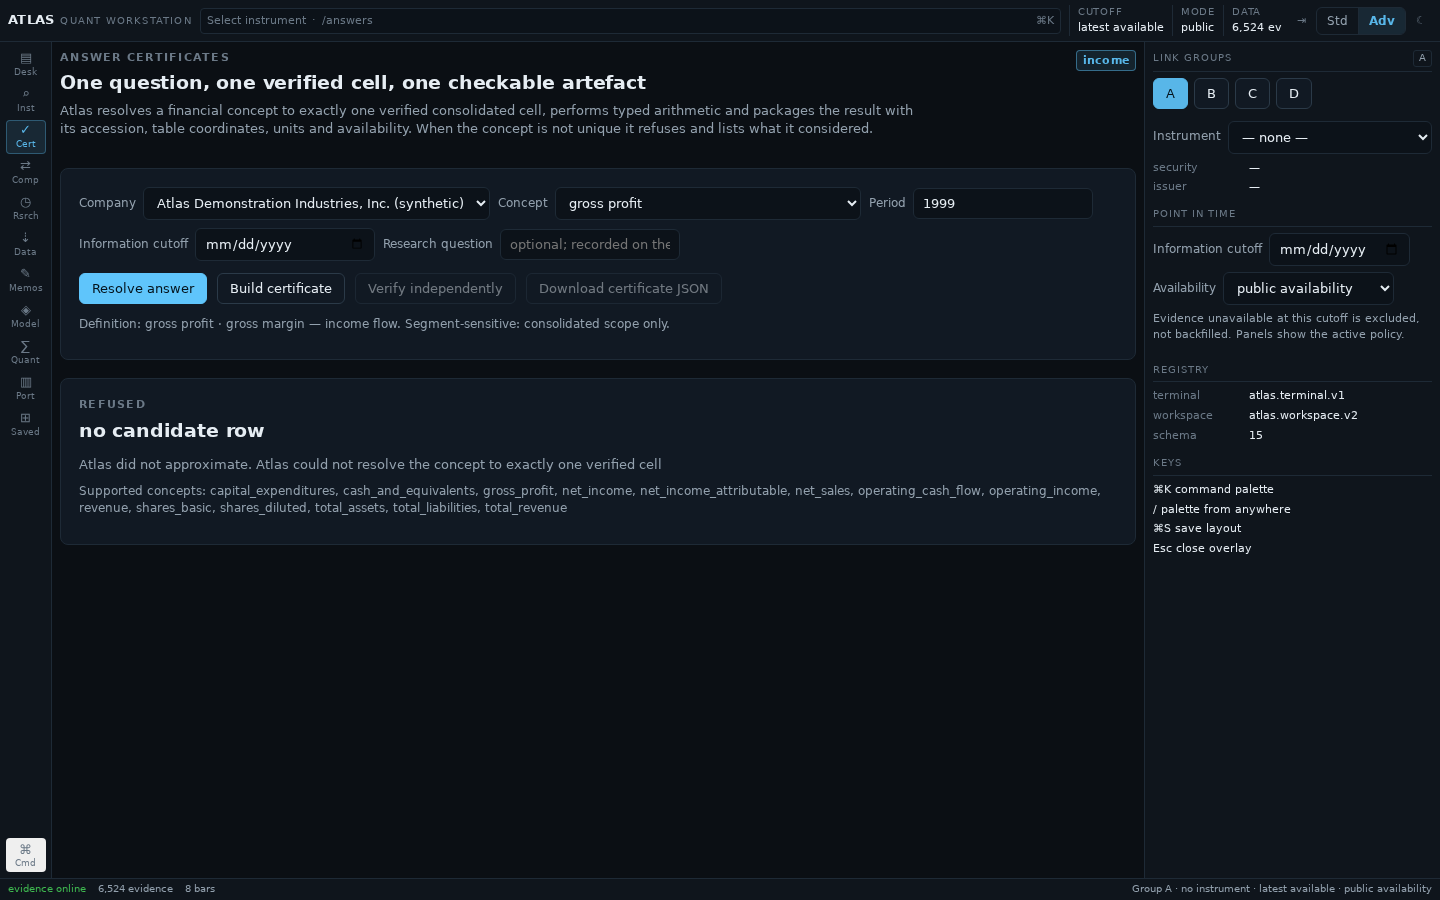 ATLAS QUANT WORKSTATION
Select instrument · /answers ⌘K
CUTOFF
latest available
MODE
public
DATA
6,524 ev
Std Adv
Desk
Inst
Cert
Comp
Rsrch
Data
Memos
Model
Quant
Port
Saved
Cmd
ANSWER CERTIFICATES
income
One question, one verified cell, one checkable artefact
Atlas resolves a financial concept to exactly one verified consolidated cell, performs typed arithmetic and packages the result with
its accession, table coordinates, units and availability. When the concept is not unique it refuses and lists what it considered.
Company Atlas Demonstration Industries, Inc. (synthetic) Concept gross profit Period 1999
Information cutoff mm/dd/yyyy Research question optional; recorded on the
Resolve answer Build certificate Verify independently Download certificate JSON
Definition: gross profit · gross margin — income flow. Segment-sensitive: consolidated scope only.
REFUSED
no candidate row
Atlas did not approximate. Atlas could not resolve the concept to exactly one verified cell
Supported concepts: capital_expenditures, cash_and_equivalents, gross_profit, net_income, net_income_attributable, net_sales, operating_cash_flow, operating_income,
revenue, shares_basic, shares_diluted, total_assets, total_liabilities, total_revenue
LINK GROUPS A
A B C D
Instrument — none —
security —
issuer —
POINT IN TIME
Information cutoff mm/dd/yyyy
Availability public availability
Evidence unavailable at this cutoff is excluded,
not backfilled. Panels show the active policy.
REGISTRY
terminal atlas.terminal.v1
workspace atlas.workspace.v2
schema 15
KEYS
⌘K command palette
/ palette from anywhere
⌘S save layout
Esc close overlay
evidence online 6,524 evidence 8 bars
Group A · no instrument · latest available · public availability